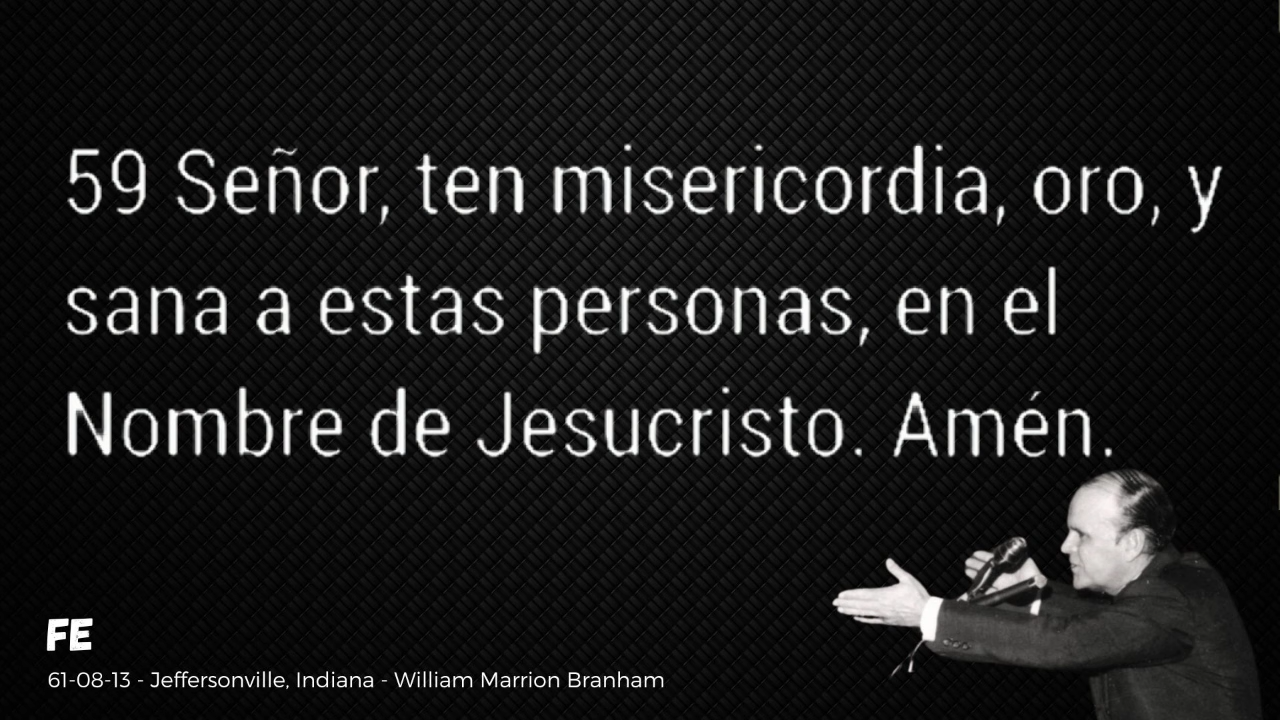 59 Señor, ten misericordia, oro, y
sana a estas personas, en el
Nombre de Jesucristo. Amén.
FE
61-08-13 - Jeffersonville, Indiana - William Marrion Branham